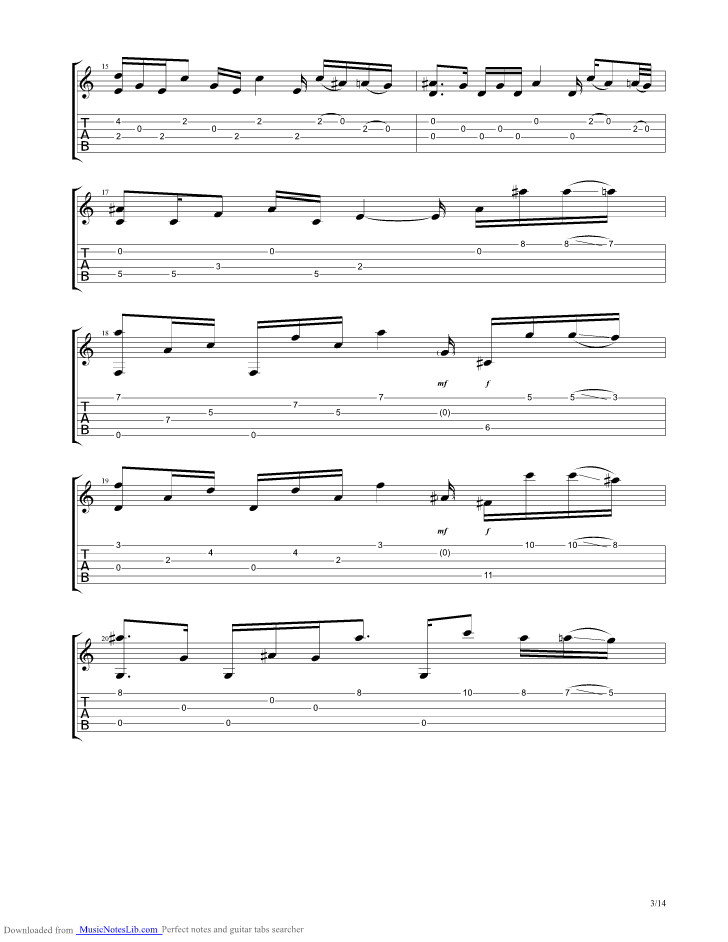 15
T 4 2 2 2 0 0 0 2 0
A 0 0 2 0 0 0 0 2 0
B 2 2 2 2 0 0 0 0
17
8 8 7
T 0 0 0
A 3 2
B 5 5 5
18
mf f
7 7 5 5 3
T 7 (0)
A 5 5
B 7
6
0 0
19
mf f
3 3 10 10 8
T 4 4 (0)
A 2 2
B 0 0
11
20
8 8 10 8 7 5
T 0
A 0 0
B 0 0 0
3/14
Downloaded from MusicNotesLib.com Perfect notes and guitar tabs searcher